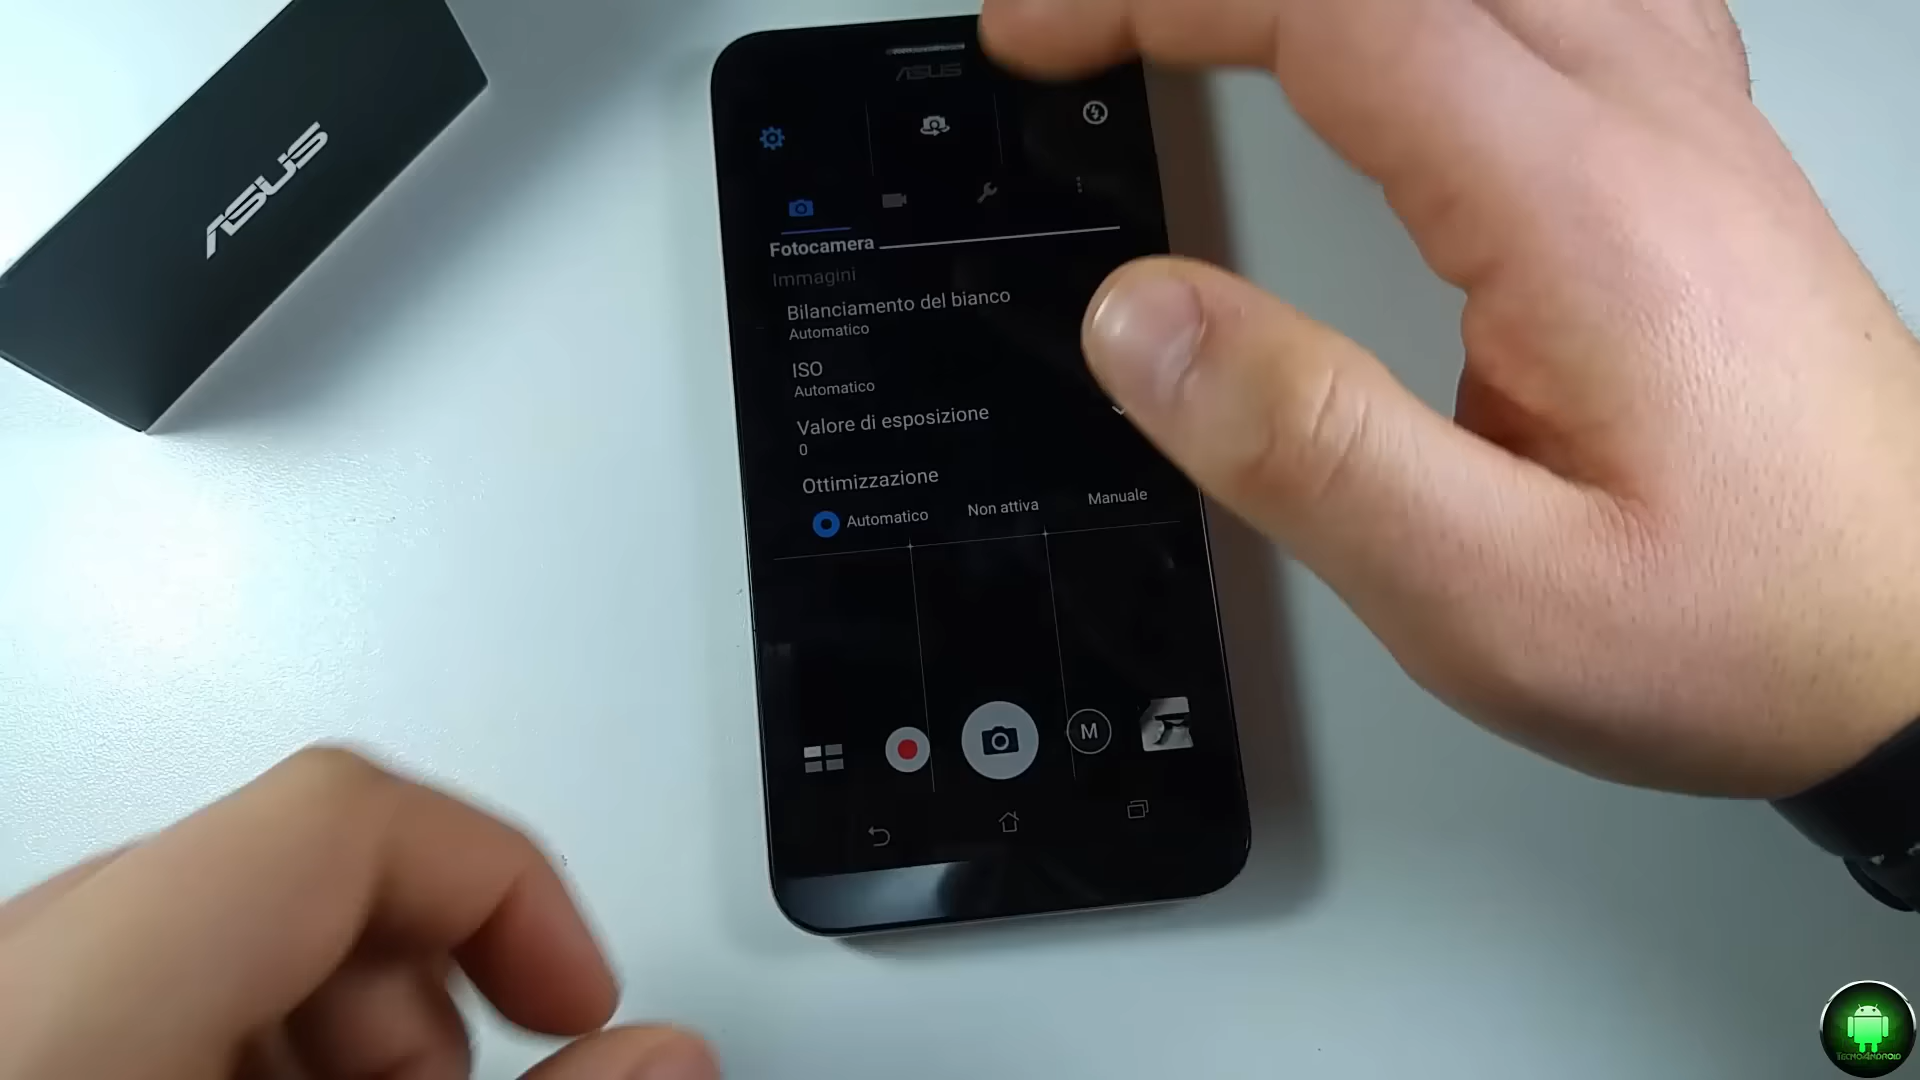 ASUS
ASUS
Fotocamera
Immagini
Bilanciamento del bianco
Automatico
ISO
Automatico
Valore di esposizione
0
Ottimizzazione
Automatico Non attiva Manuale
M
TECNOANDROID